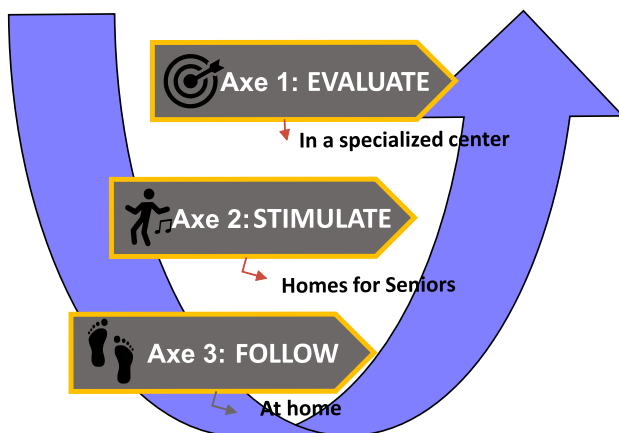 Axe 1: EVALUATE
In a specialized center
Axe 2: STIMULATE
Homes for Seniors
Axe 3: FOLLOW
At home